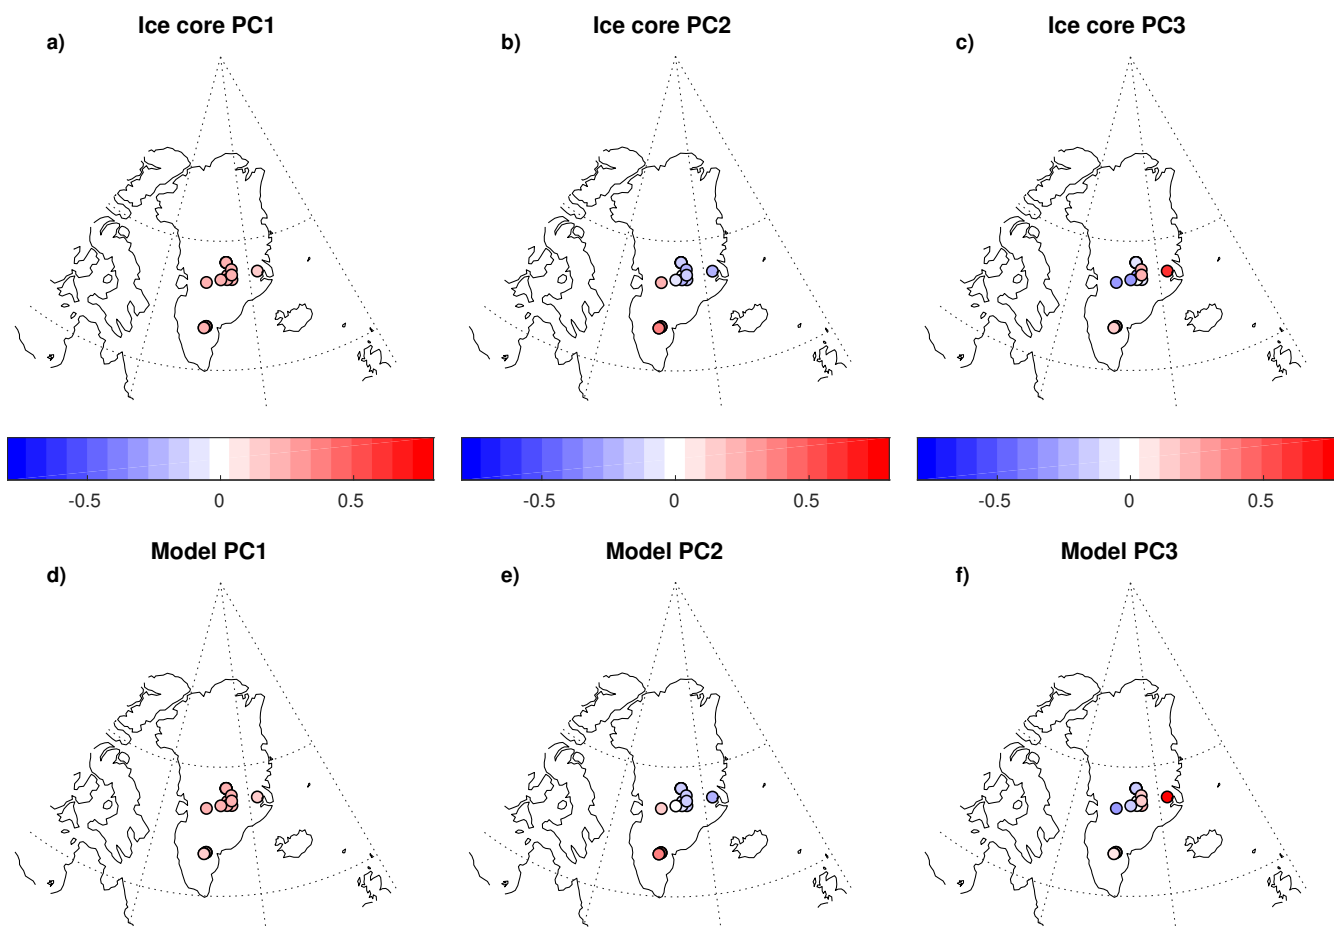 Ice core PC1
a)
Ice core PC2
b)
Ice core PC3
c)
-0.5 0 0.5
-0.5 0 0.5
-0.5 0 0.5
Model PC1
d)
Model PC2
e)
Model PC3
f)